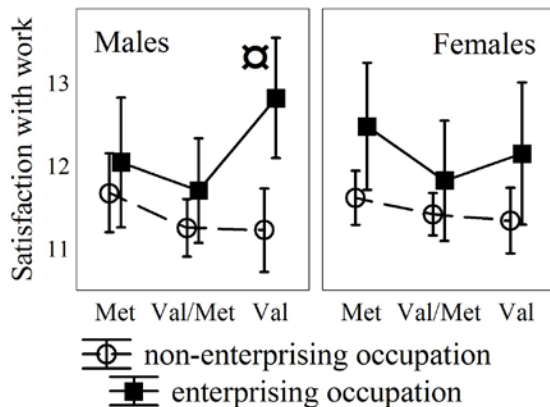 Males
Females
¤
Satisfaction with work
13
12
11
Met Val/Met Val
Met Val/Met Val
non-enterprising occupation
enterprising occupation